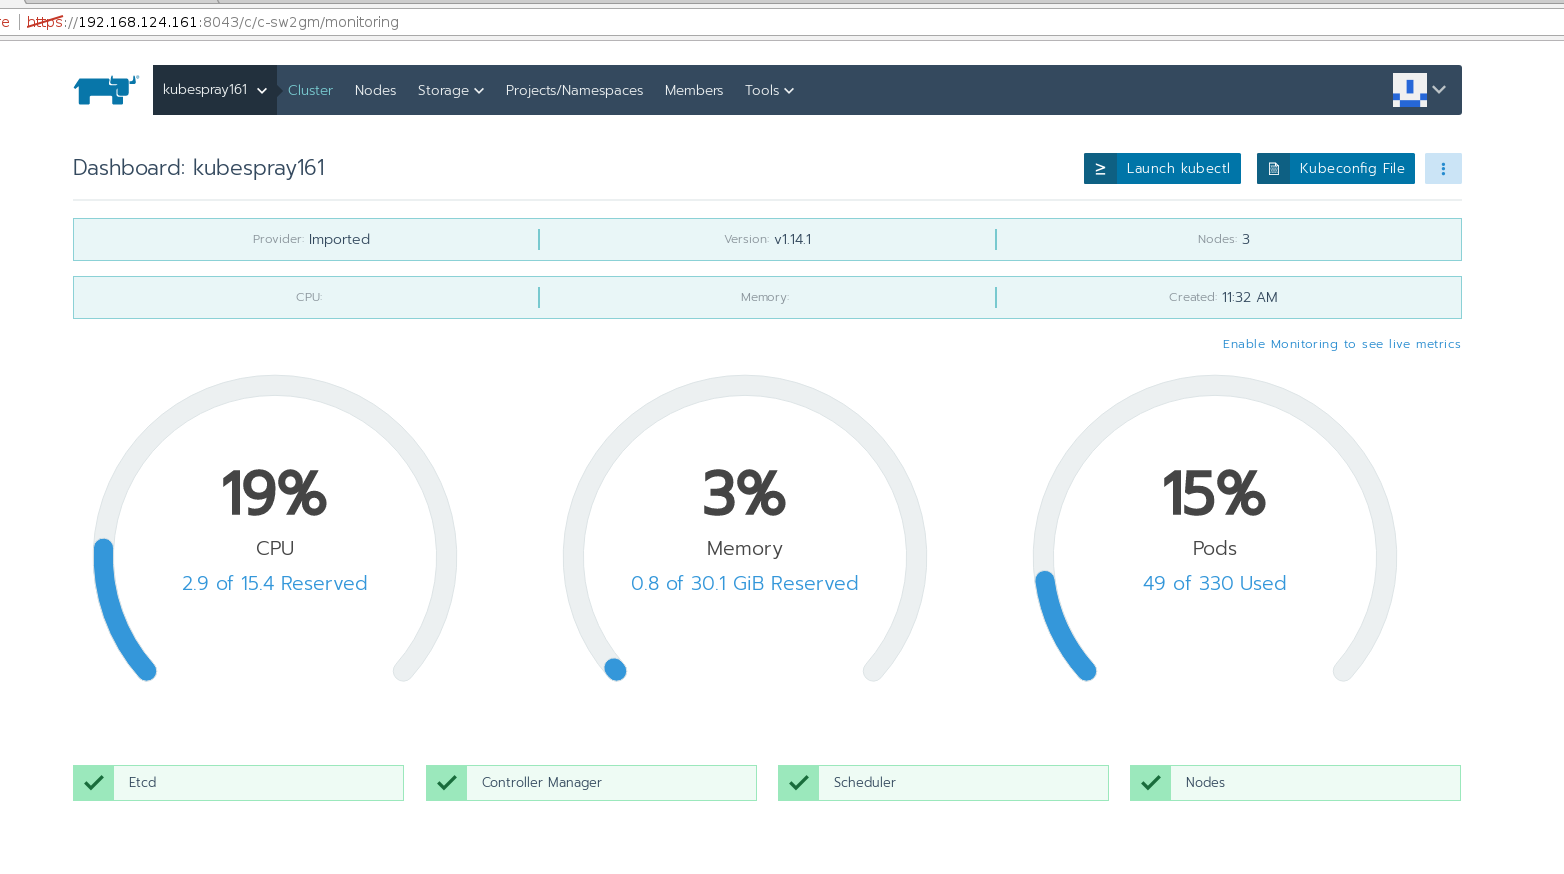 re https://192.168.124.161:8043/c/c-sw2gm/monitoring
kubespray161 Cluster Nodes Storage Projects/Namespaces Members Tools
Dashboard: kubespray161
Launch kubectl Kubeconfig File
Provider: Imported Version: v1.14.1 Nodes: 3
CPU: Memory: Created: 11:32 AM
Enable Monitoring to see live metrics
19%
CPU
2.9 of 15.4 Reserved
3%
Memory
0.8 of 30.1 GiB Reserved
15%
Pods
49 of 330 Used
Etcd Controller Manager Scheduler Nodes